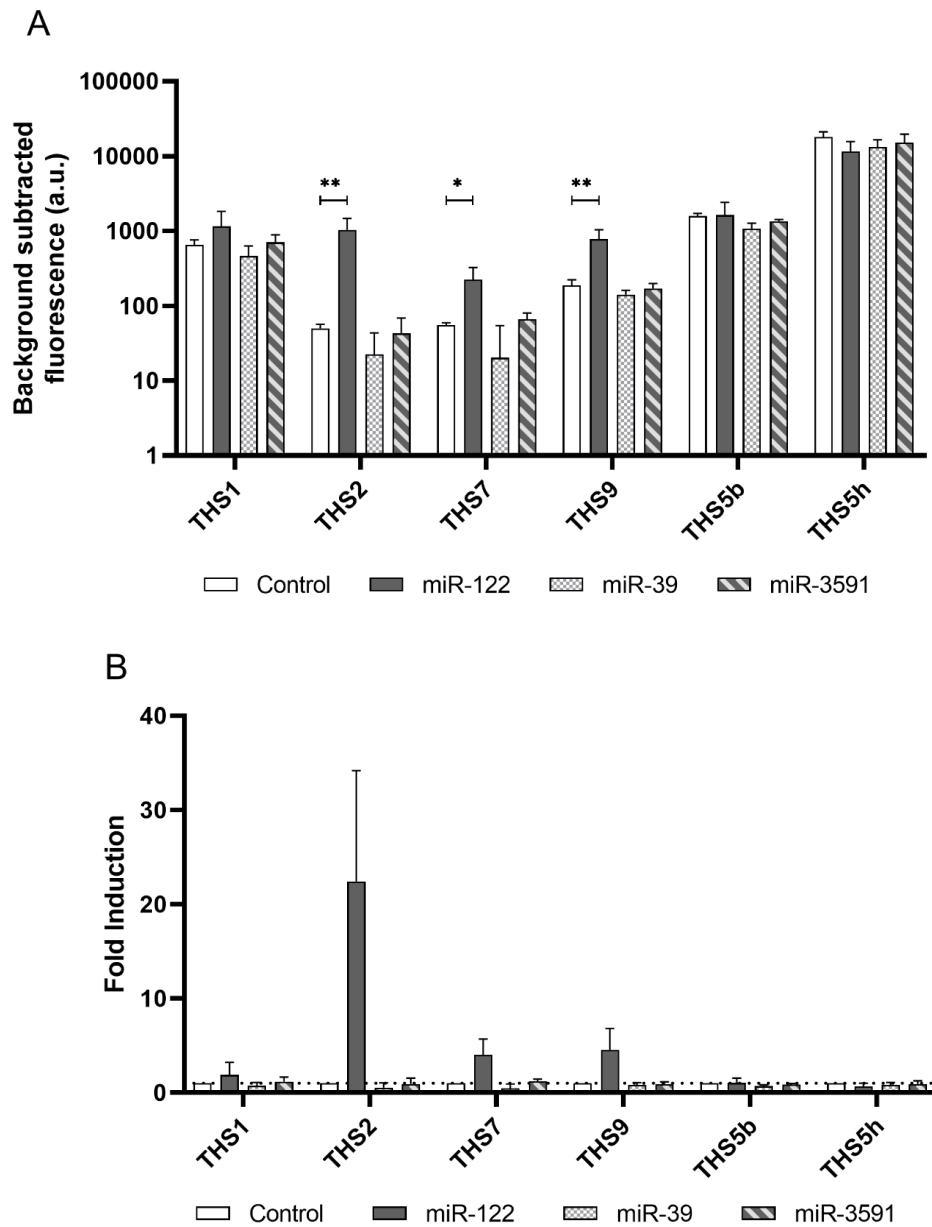 A
Background subtracted
fluorescence (a.u.)
100000
10000
1000
100
10
1
**
*
**
THS1
THS2
THS7
THS9
THS5b
THS5h
Control
miR-122
miR-39
miR-3591
B
Fold Induction
40
30
20
10
0
THS1
THS2
THS7
THS9
THS5b
THS5h
Control
miR-122
miR-39
miR-3591